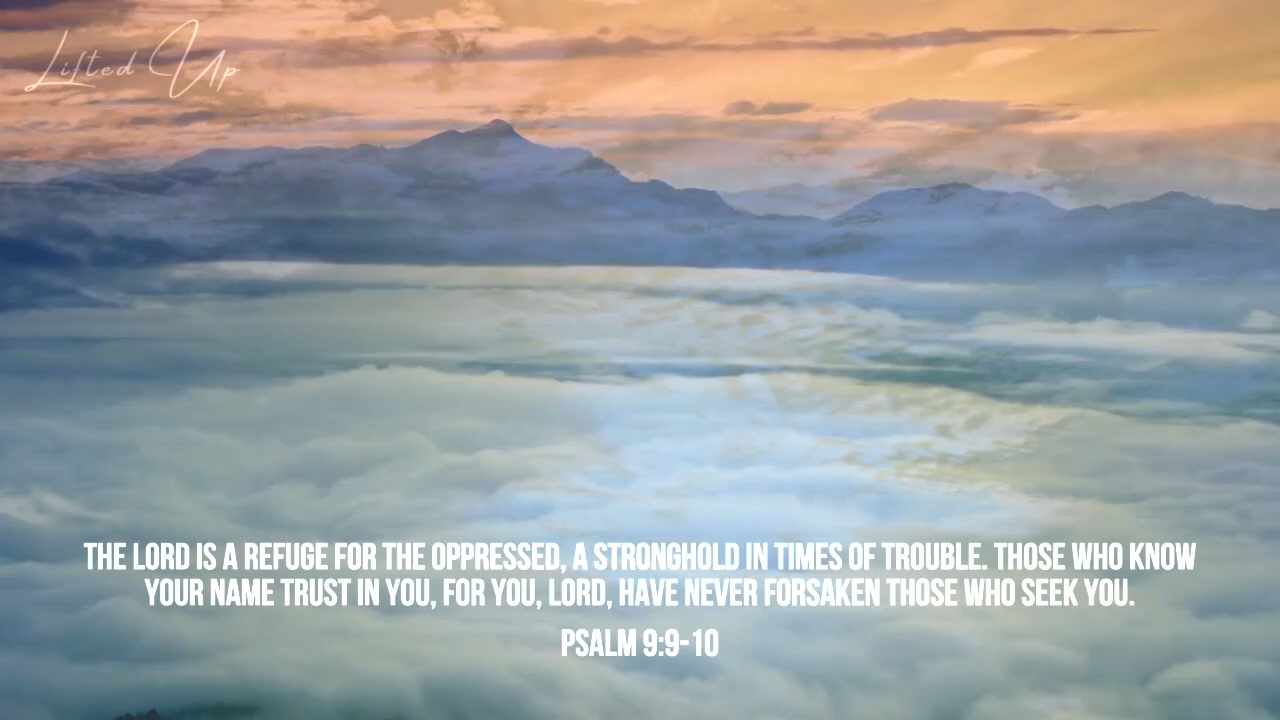 Lifted Up
THE LORD IS A REFUGE FOR THE OPPRESSED, A STRONGHOLD IN TIMES OF TROUBLE. THOSE WHO KNOW
YOUR NAME TRUST IN YOU, FOR YOU, LORD, HAVE NEVER FORSAKEN THOSE WHO SEEK YOU.
PSALM 9:9-10